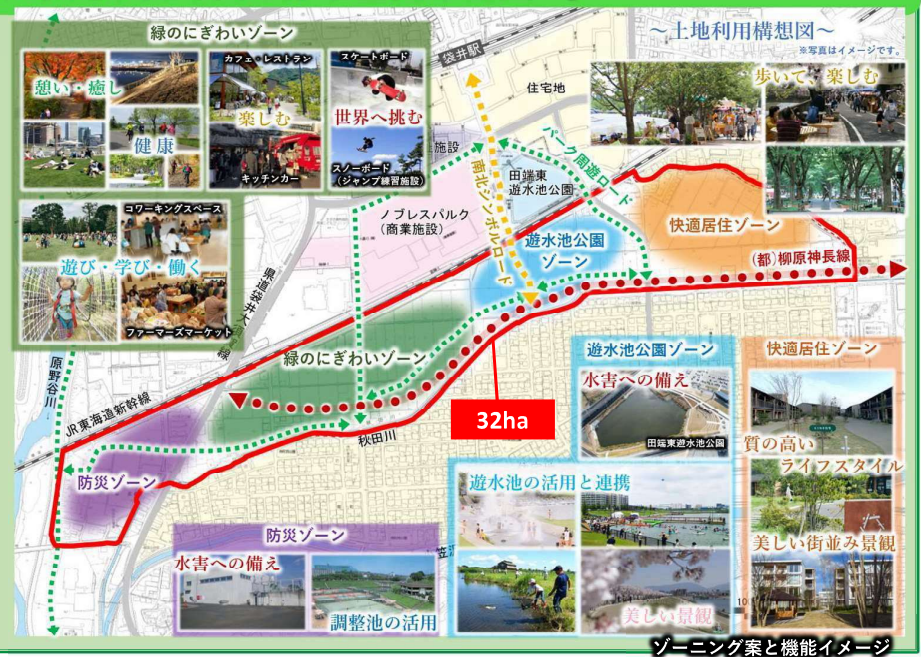 ～土地利用構想図～
※写真はイメージです。
緑のにぎわいゾーン
憩い・癒し
健康
カフェ・レストラン
楽しむ
キッチンカー
スケートボード
世界へ挑む
スノーボード
(ジャンプ練習施設)
コワーキングスペース
遊び・学び・働く
ファーマーズマーケット
袋井駅
住宅地
施設
田端東
遊水池公園
パーク周遊ロード
南北シンボルロード
ノブレスパルク
(商業施設)
歩いて、楽しむ
快適居住ゾーン
遊水池公園
ゾーン
(都)柳原神長線
県道袋井大
線
緑のにぎわいゾーン
原野谷川
JR東海道新幹線
秋田川
32ha
防災ゾーン
防災ゾーン
水害への備え
調整池の活用
遊水池公園ゾーン
水害への備え
田端東遊水池公園
遊水池の活用と連携
美しい景観
快適居住ゾーン
質の高い
ライフスタイル
美しい街並み景観
ゾーニング案と機能イメージ